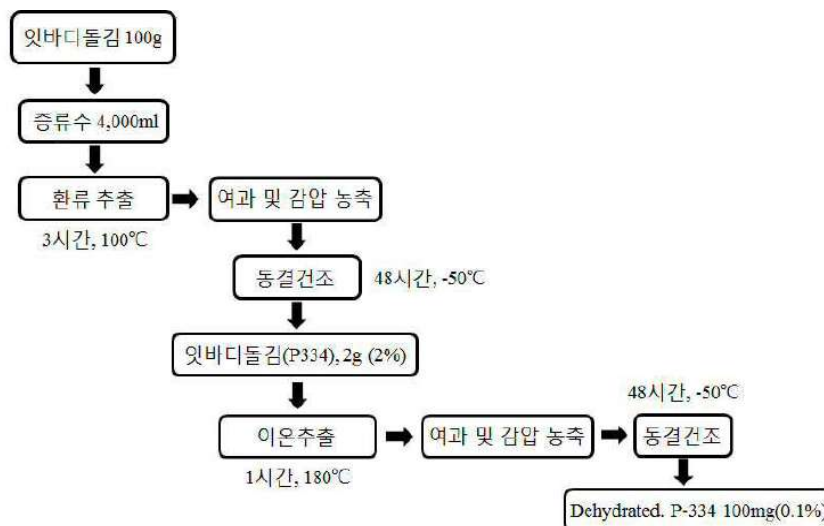 잇바디돌김 100g
증류수 4,000ml
환류 추출
3시간, 100℃
여과 및 감압 농축
동결건조
48시간, -50℃
잇바디돌김(P334), 2g (2%)
이온추출
1시간, 180℃
여과 및 감압 농축
48시간, -50℃
동결건조
Dehydrated. P-334 100mg(0.1%)